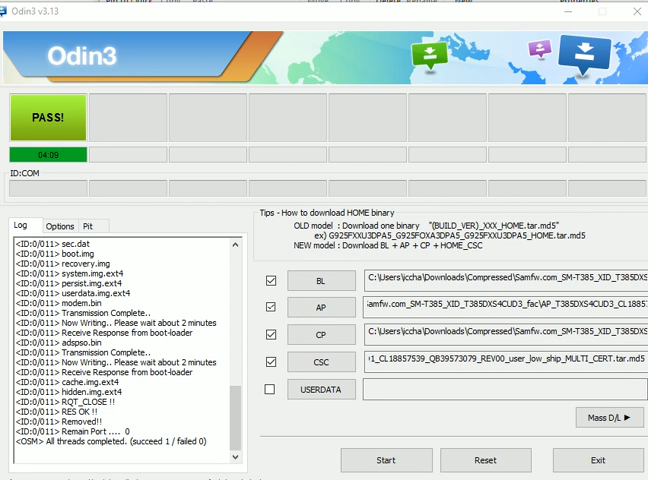 Odin3 v3.13
Odin3
PASS!
04:09
ID:COM
Log
Options
Pit
<ID:0/011> sec.dat
<ID:0/011> boot.img
<ID:0/011> recovery.img
<ID:0/011> system.img.ext4
<ID:0/011> persist.img.ext4
<ID:0/011> userdata.img.ext4
<ID:0/011> modem.bin
<ID:0/011> Transmission Complete..
<ID:0/011> Now Writing.. Please wait about 2 minutes
<ID:0/011> Receive Response from boot-loader
<ID:0/011> adspso.bin
<ID:0/011> Transmission Complete..
<ID:0/011> Now Writing.. Please wait about 2 minutes
<ID:0/011> Receive Response from boot-loader
<ID:0/011> cache.img.ext4
<ID:0/011> hidden.img.ext4
<ID:0/011> RQT_CLOSE !!
<ID:0/011> RES OK !!
<ID:0/011> Removed!!
<ID:0/011> Remain Port .... 0
<OSM> All threads completed. (succeed 1 / failed 0)
Tips - How to download HOME binary
OLD model : Download one binary "(BUILD_VER)_XXX_HOME.tar.md5"
ex) G925FXXU3DPA5_G925FOXA3DPA5_G925FXXU3DPA5_HOME.tar.md5
NEW model : Download BL + AP + CP + HOME_CSC
BL
C:\Users\iccha\Downloads\Compressed\Samfw.com_SM-T385_XID_T385DXS
AP
Samfw.com_SM-T385_XID_T385DXS4CUD3_fac\AP_T385DXS4CUD3_CL1885
CP
C:\Users\iccha\Downloads\Compressed\Samfw.com_SM-T385_XID_T385DXS
CSC
1_CL18857539_QB39573079_REV00_user_low_ship_MULTI_CERT.tar.md5
USERDATA
Mass D/L ▶
Start
Reset
Exit